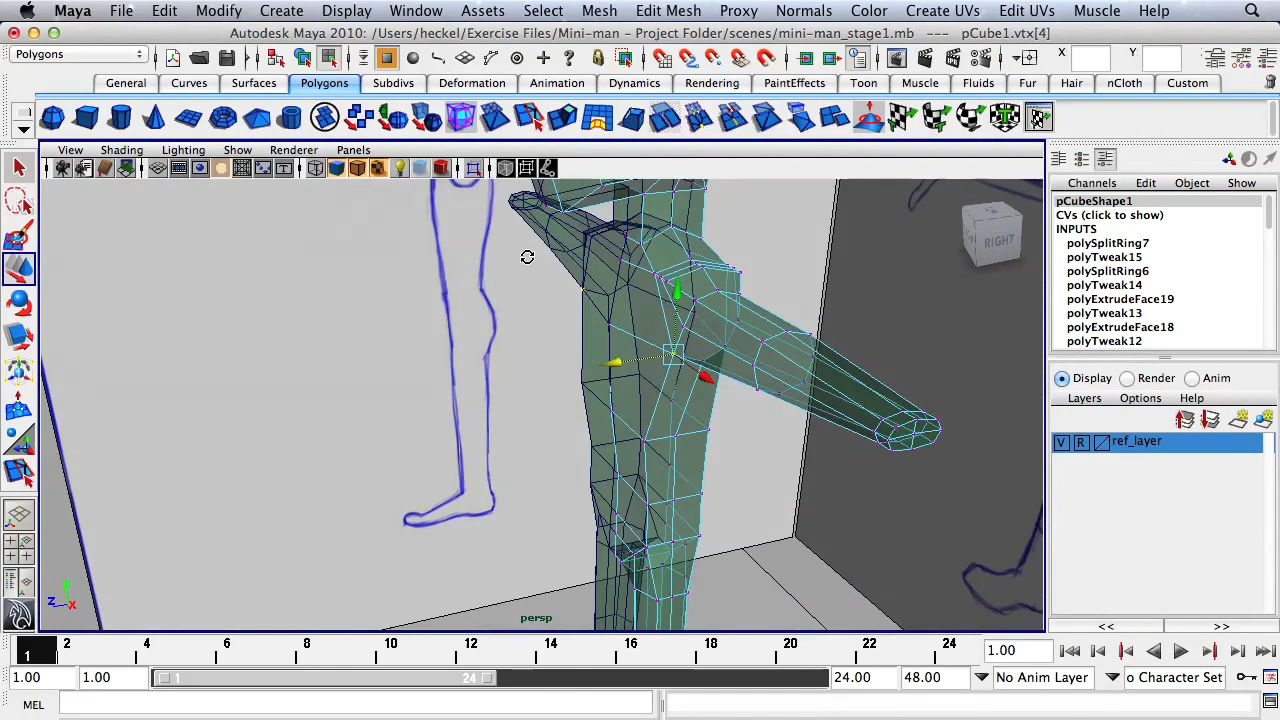 Maya File Edit Modify Create Display Window Assets Select Mesh Edit Mesh Proxy Normals Color Create UVs Edit UVs Muscle Help
Autodesk Maya 2010: /Users/heckel/Exercise Files/Mini-man - Project Folder/scenes/mini-man_stage1.mb --- pCube1.vtx[4]
Polygons
X
Y
General Curves Surfaces Subdivs Deformation Animation Dynamics Rendering PaintEffects Toon Muscle Fluids Fur Hair nCloth Custom
Polygons
View Shading Lighting Show Renderer Panels
Channels Edit Object Show
pCubeShape1
CVs (click to show)
INPUTS
polySplitRing7
polyTweak15
polySplitRing6
polyTweak14
polyExtrudeFace19
polyTweak13
polyExtrudeFace18
polyTweak12
RIGHT
Display Render Anim
Layers Options Help
V R ref_layer
y
z x
persp
<< >>
1 2 4 6 8 10 12 14 16 18 20 22 24
1.00
1.00 1.00 1 24 24.00 48.00 No Anim Layer o Character Set
MEL